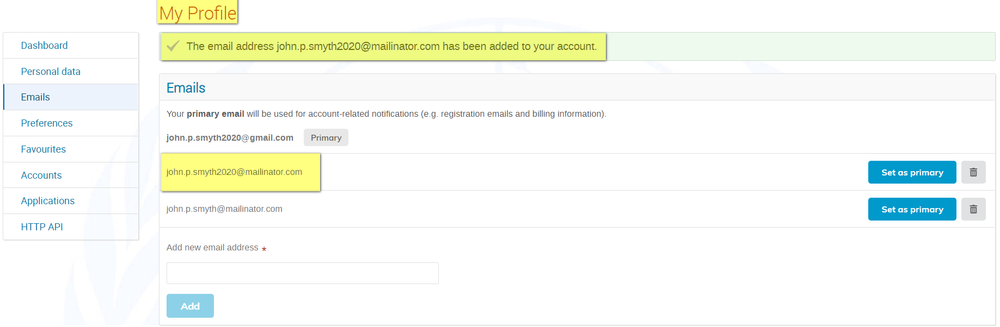 My Profile
Dashboard
Personal data
Emails
Preferences
Favourites
Accounts
Applications
HTTP API
The email address john.p.smyth2020@mailinator.com has been added to your account.
Emails
Your primary email will be used for account-related notifications (e.g. registration emails and billing information).
john.p.smyth2020@gmail.com Primary
john.p.smyth2020@mailinator.com Set as primary
john.p.smyth@mailinator.com Set as primary
Add new email address *
Add